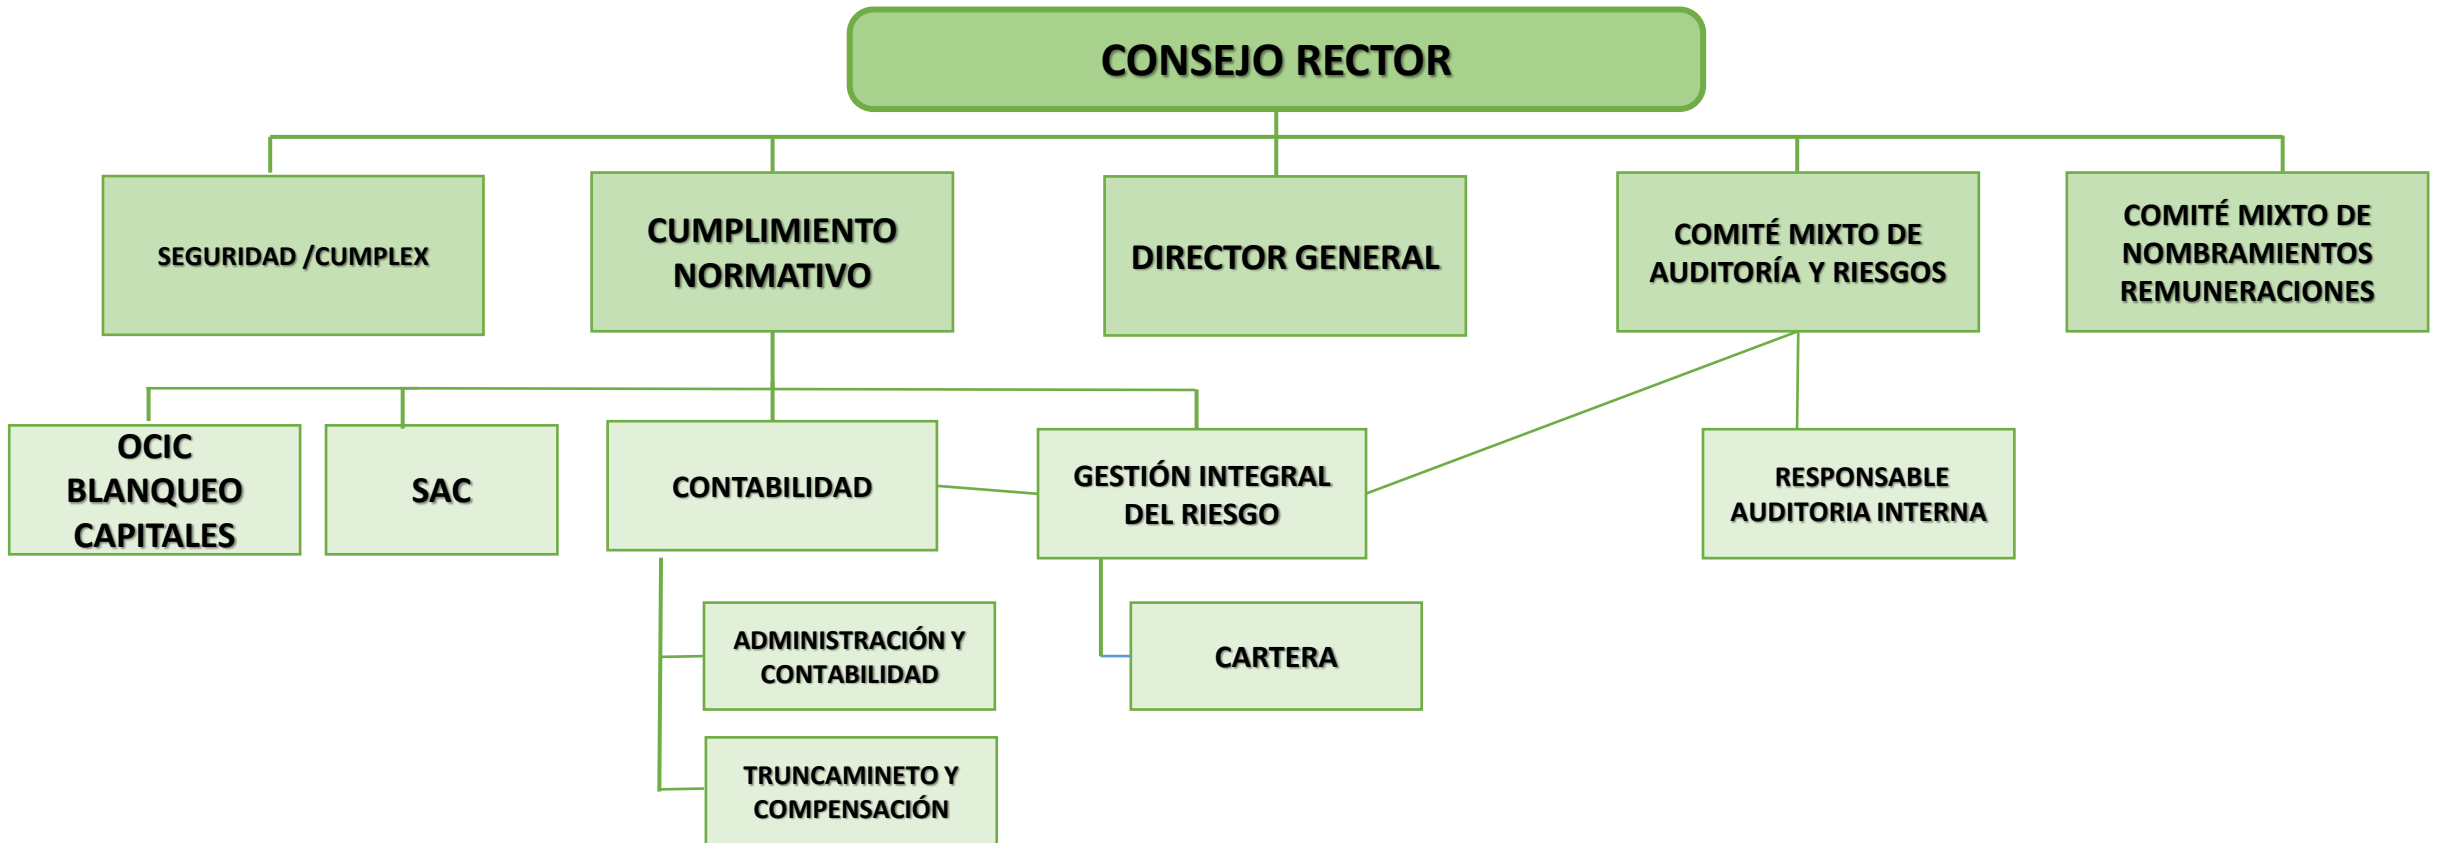 CONSEJO RECTOR
SEGURIDAD /CUMPLEX
CUMPLIMIENTO
NORMATIVO
DIRECTOR GENERAL
COMITÉ MIXTO DE
AUDITORÍA Y RIESGOS
COMITÉ MIXTO DE
NOMBRAMIENTOS
REMUNERACIONES
OCIC
BLANQUEO
CAPITALES
SAC
CONTABILIDAD
GESTIÓN INTEGRAL
DEL RIESGO
RESPONSABLE
AUDITORIA INTERNA
ADMINISTRACIÓN Y
CONTABILIDAD
CARTERA
TRUNCAMINETO Y
COMPENSACIÓN